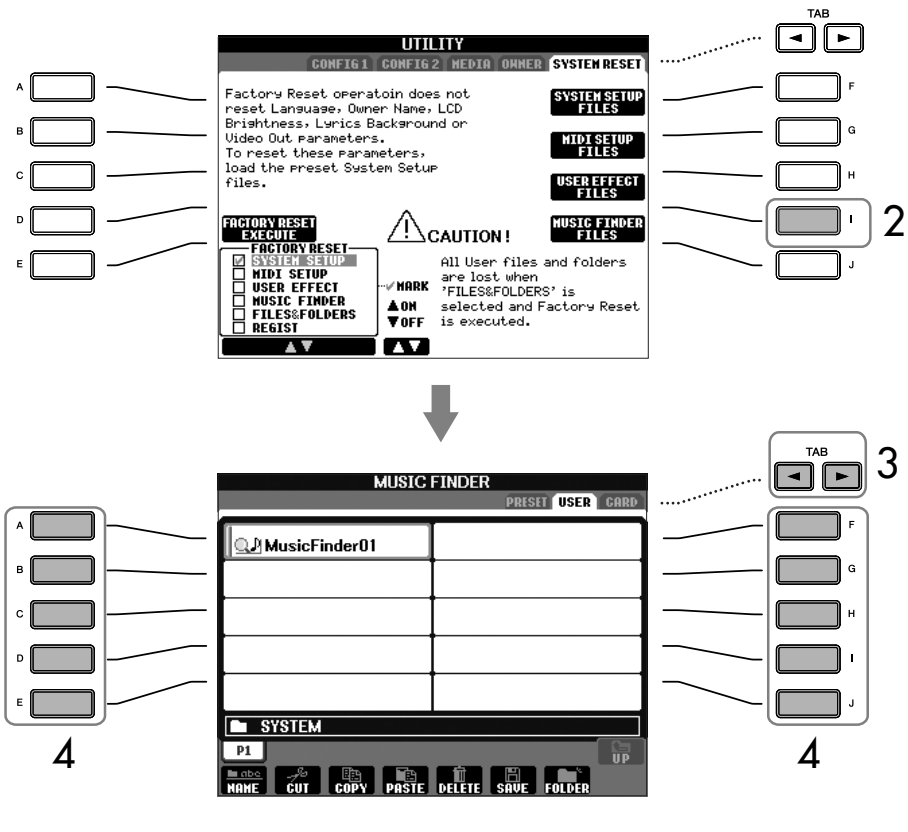 TAB
UTILITY
CONFIG 1 CONFIG 2 MEDIA OWNER SYSTEM RESET
A
B
C
D
E
Factory Reset operatoin does not
reset Language, Owner Name, LCD
Brightness, Lyrics Background or
Video Out parameters.
To reset these parameters,
load the preset System Setup
files.
SYSTEM SETUP
FILES
MIDI SETUP
FILES
USER EFFECT
FILES
MUSIC FINDER
FILES
F
G
H
I
J
2
FACTORY RESET
EXECUTE
FACTORY RESET
SYSTEM SETUP
MIDI SETUP
USER EFFECT
MUSIC FINDER
FILES&FOLDERS
REGIST
MARK
▲ON
▼OFF
▲▼
▲▼
CAUTION!
All User files and folders
are lost when
'FILES&FOLDERS' is
selected and Factory Reset
is executed.
TAB
3
MUSIC FINDER
PRESET USER CARD
A
B
C
D
E
4
MusicFinder01
SYSTEM
P1
UP
abc
NAME CUT COPY PASTE DELETE SAVE FOLDER
F
G
H
I
J
4